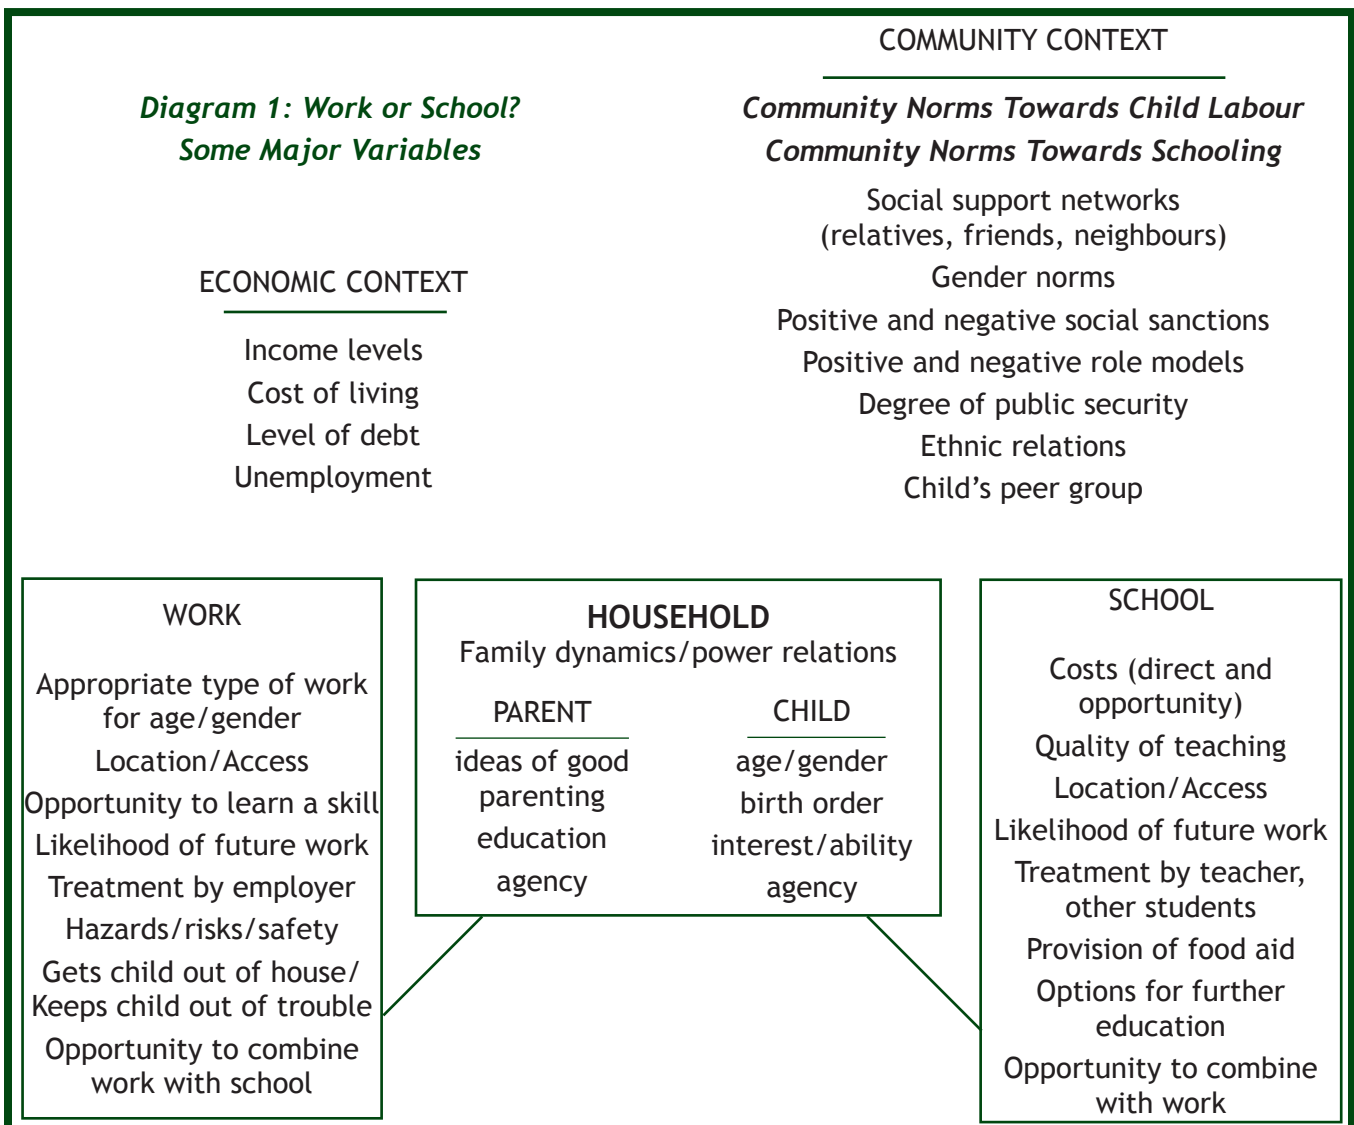 Diagram 1: Work or School?
Some Major Variables
COMMUNITY CONTEXT
Community Norms Towards Child Labour
Community Norms Towards Schooling
Social support networks
(relatives, friends, neighbours)
Gender norms
Positive and negative social sanctions
Positive and negative role models
Degree of public security
Ethnic relations
Child’s peer group
ECONOMIC CONTEXT
Income levels
Cost of living
Level of debt
Unemployment
WORK
Appropriate type of work
for age/gender
Location/Access
Opportunity to learn a skill
Likelihood of future work
Treatment by employer
Hazards/risks/safety
Gets child out of house/
Keeps child out of trouble
Opportunity to combine
work with school
HOUSEHOLD
Family dynamics/power relations
PARENT
ideas of good
parenting
education
agency
CHILD
age/gender
birth order
interest/ability
agency
SCHOOL
Costs (direct and
opportunity)
Quality of teaching
Location/Access
Likelihood of future work
Treatment by teacher,
other students
Provision of food aid
Options for further
education
Opportunity to combine
with work